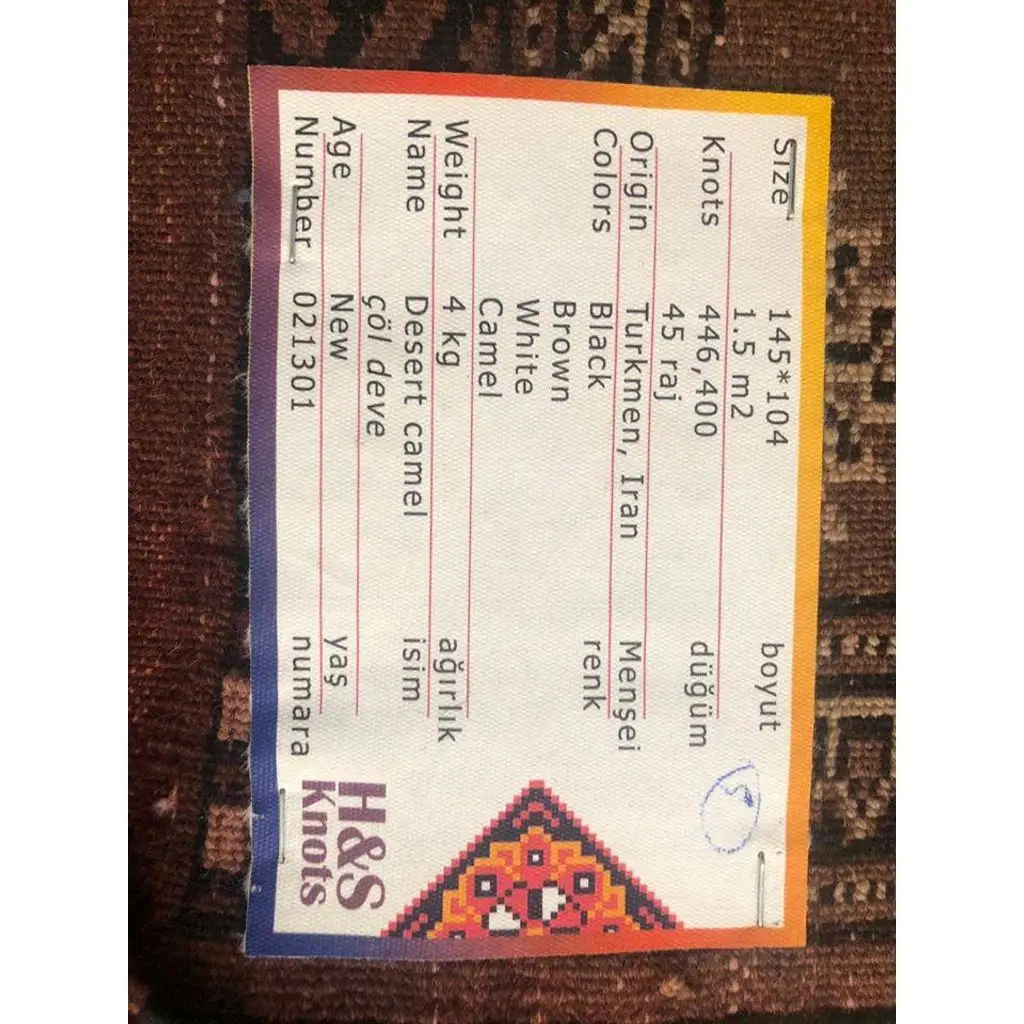 Size 145*104 boyut
1.5 m2
Knots 446,400 düğüm
45 raj
Origin Turkmen, Iran Menşei
Colors Black renk
Brown
White
Camel
Weight 4 kg ağırlık
Name Desert camel isim
çöl deve
Age New yaş
Number 021301 numara
H&S
Knots